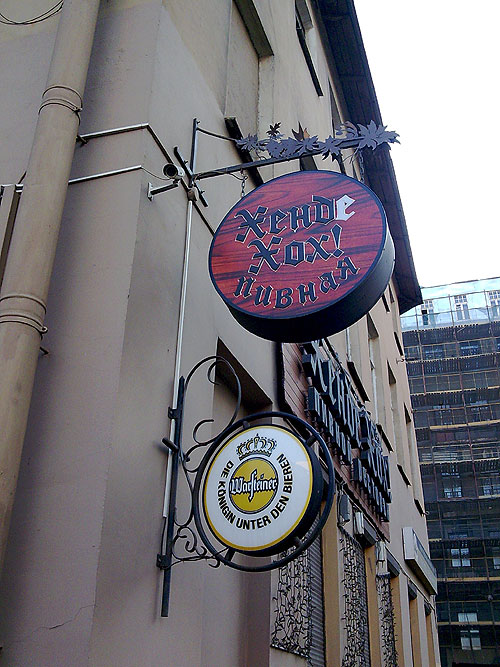 Хенде
Хох!
пивная
Warsteiner
DIE KÖNIGIN UNTER DEN BIEREN